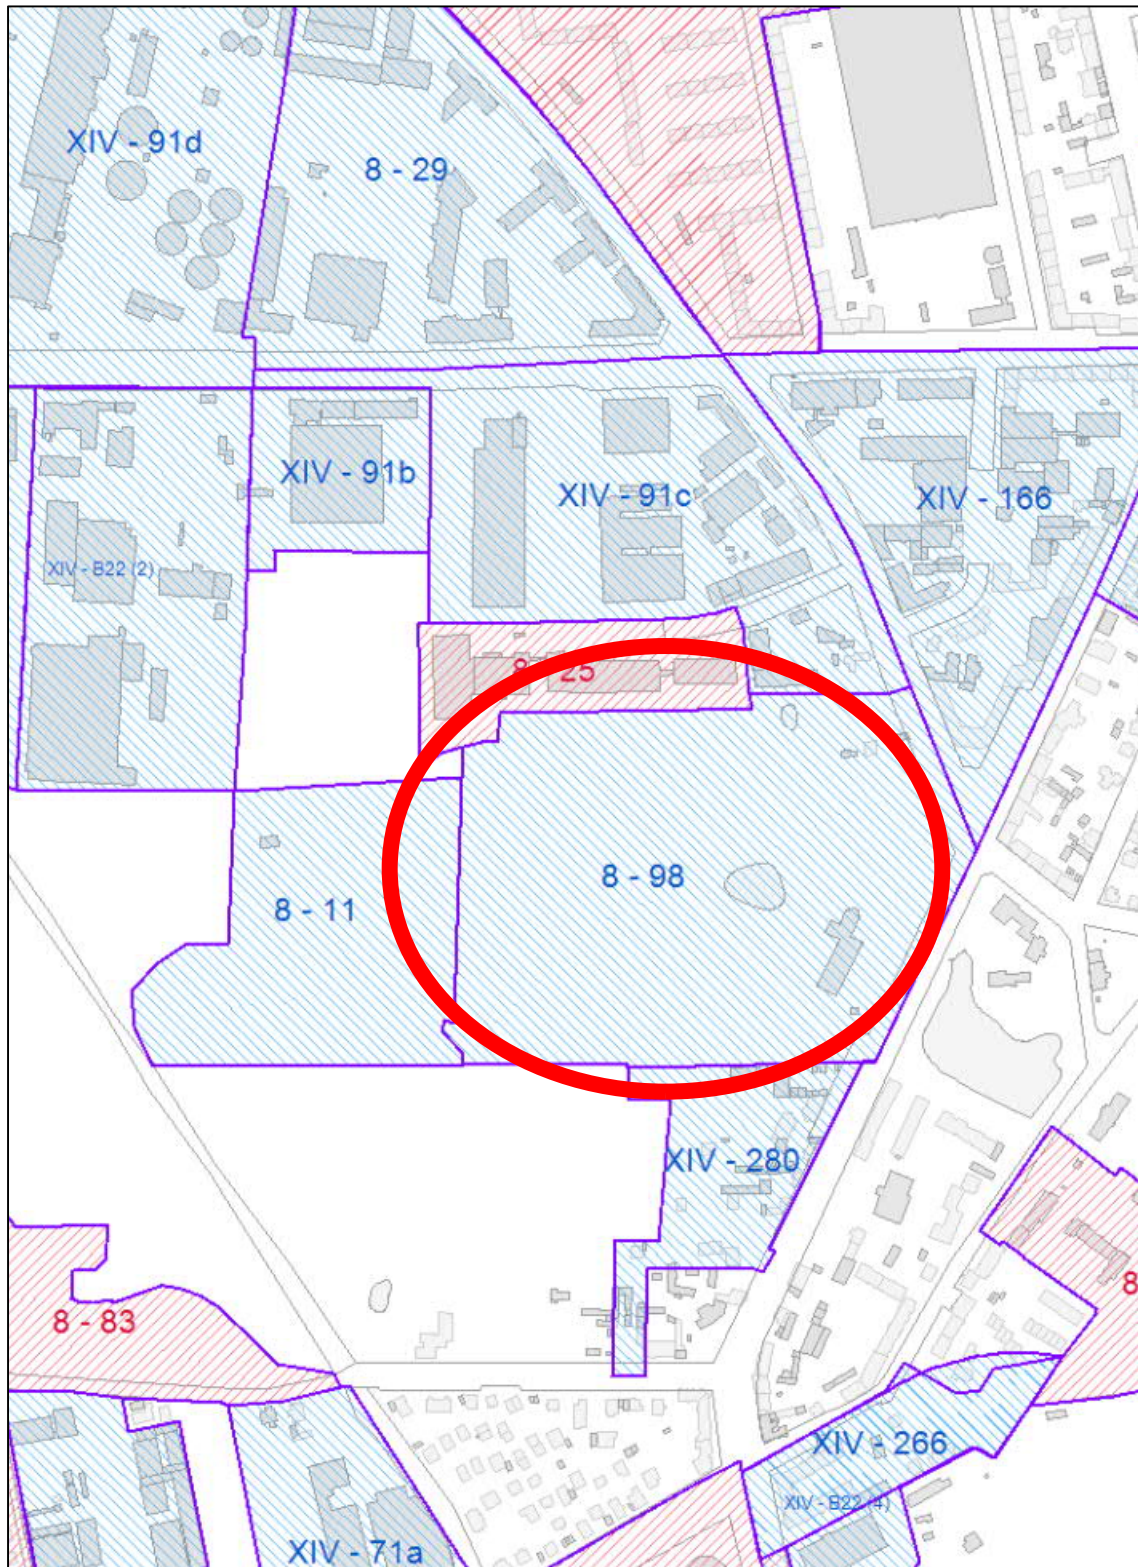 XIV - 91d
8 - 29
XIV - 91b
XIV - 91c
XIV - 166
XIV - B22 (2)
8 - 25
8 - 98
8 - 11
XIV - 280
8
8 - 83
XIV - 266
XIV - B22 (4)
XIV - 71a